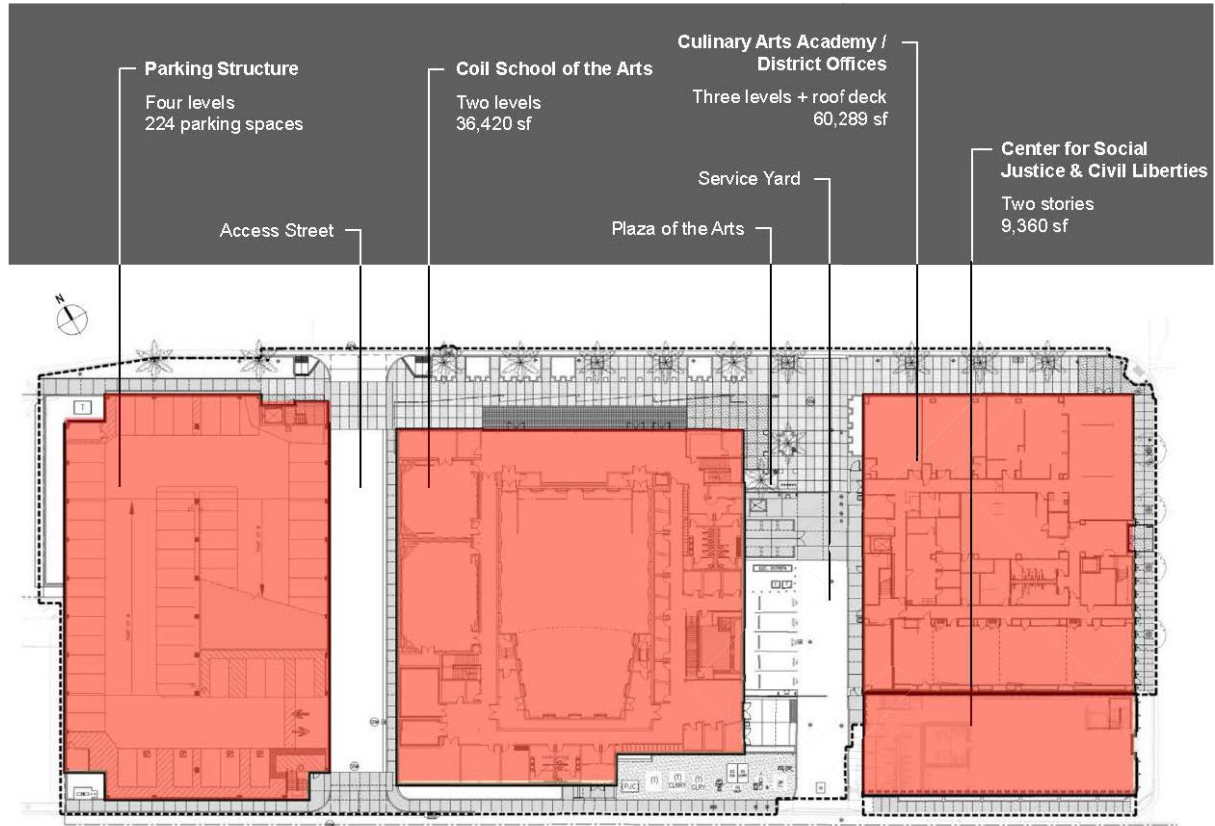 Parking Structure
Four levels
224 parking spaces
Access Street
Coil School of the Arts
Two levels
36,420 sf
Culinary Arts Academy /
District Offices
Three levels + roof deck
60,289 sf
Service Yard
Plaza of the Arts
Center for Social
Justice & Civil Liberties
Two stories
9,360 sf
N
T
PJC